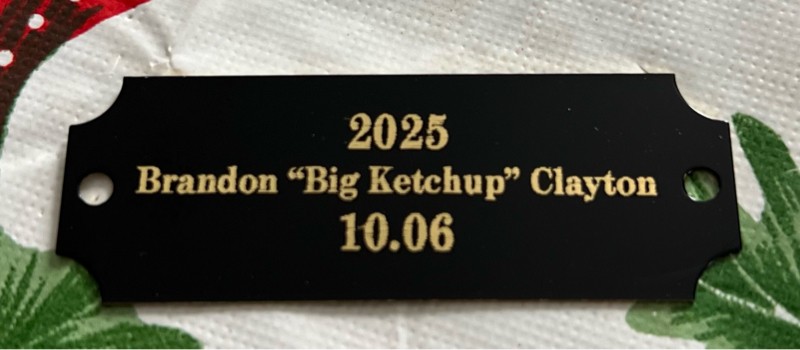 2025
Brandon “Big Ketchup” Clayton
10.06